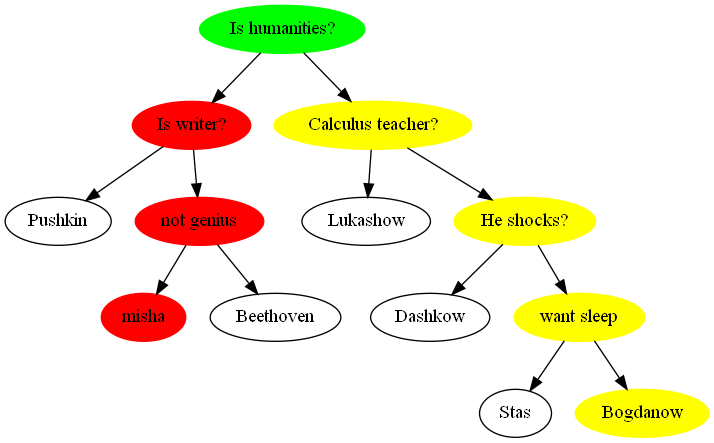 Is humanities?
Is writer?
Calculus teacher?
Pushkin
not genius
Lukashow
He shocks?
misha
Beethoven
Dashkow
want sleep
Stas
Bogdanow